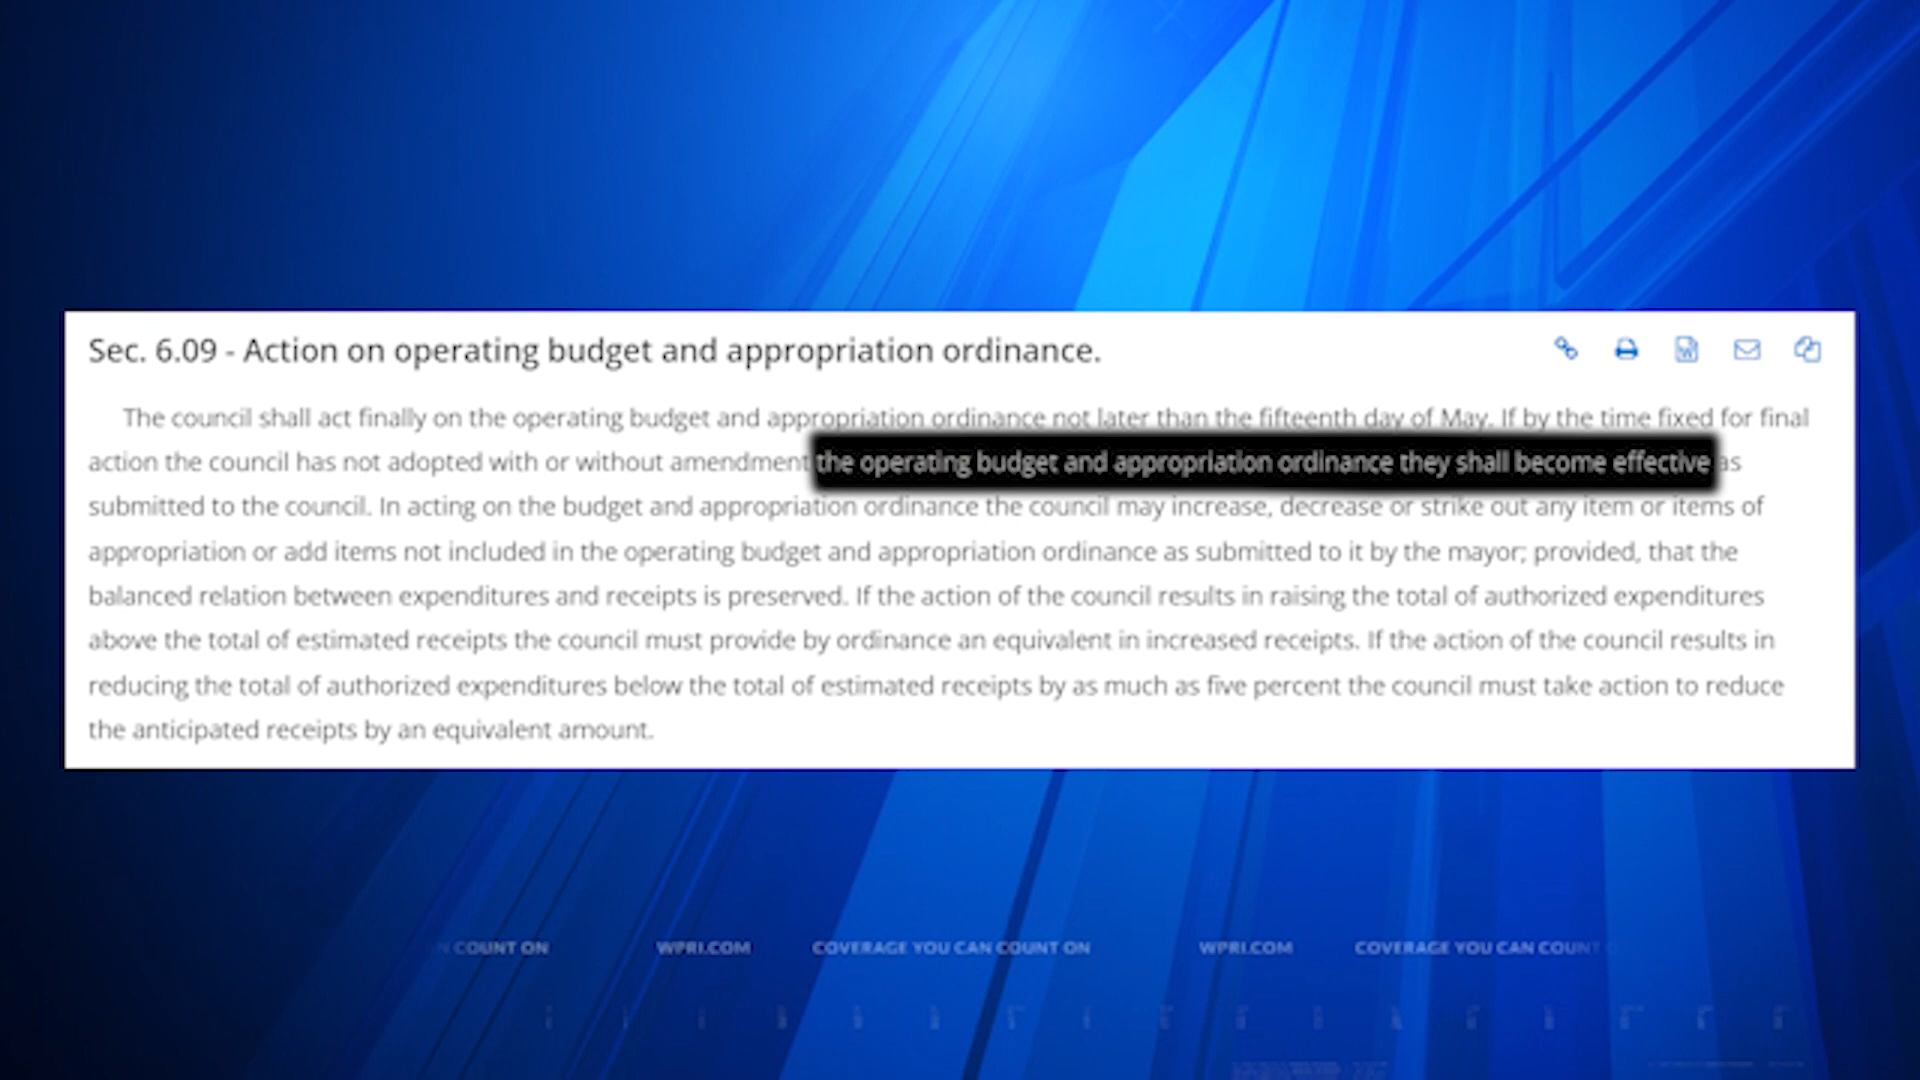 Sec. 6.09 - Action on operating budget and appropriation ordinance.
The council shall act finally on the operating budget and appropriation ordinance not later than the fifteenth day of May. If by the time fixed for final
action the council has not adopted with or without amendment the operating budget and appropriation ordinance they shall become effective as
submitted to the council. In acting on the budget and appropriation ordinance the council may increase, decrease or strike out any item or items of
appropriation or add items not included in the operating budget and appropriation ordinance as submitted to it by the mayor; provided, that the
balanced relation between expenditures and receipts is preserved. If the action of the council results in raising the total of authorized expenditures
above the total of estimated receipts the council must provide by ordinance an equivalent in increased receipts. If the action of the council results in
reducing the total of authorized expenditures below the total of estimated receipts by as much as five percent the council must take action to reduce
the anticipated receipts by an equivalent amount.
COUNT ON WPRI.COM COVERAGE YOU CAN COUNT ON WPRI.COM COVERAGE YOU CAN COUNT